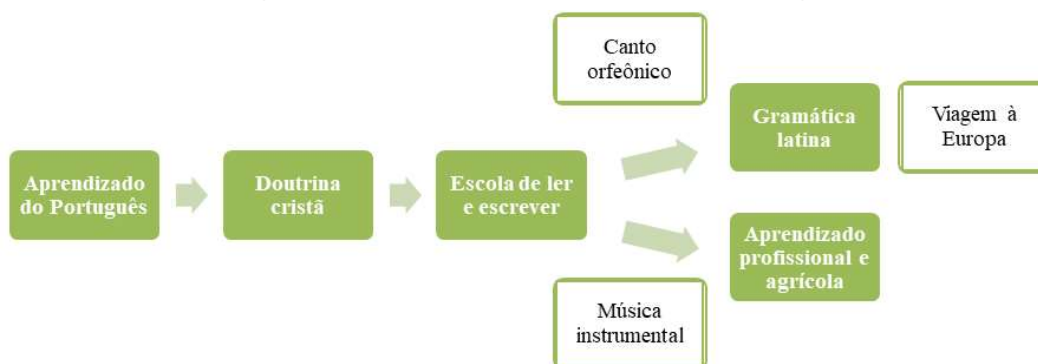 Aprendizado
do Português
Doutrina
cristã
Escola de ler
e escrever
Canto
orfeônico
Gramática
latina
Viagem à
Europa
Música
instrumental
Aprendizado
profissional e
agrícola